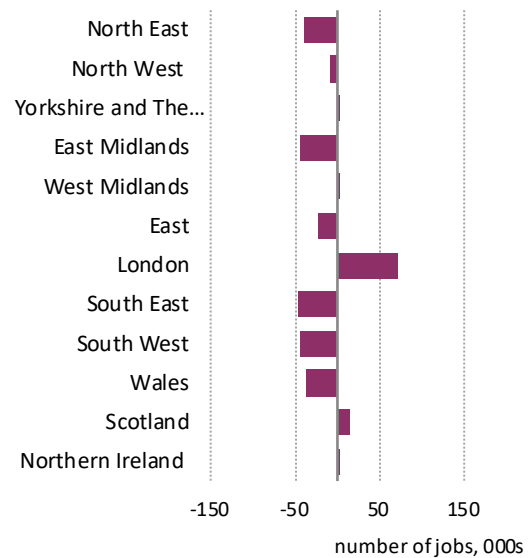 North East
North West
Yorkshire and The...
East Midlands
West Midlands
East
London
South East
South West
Wales
Scotland
Northern Ireland
-150 -50 50 150
number of jobs, 000s